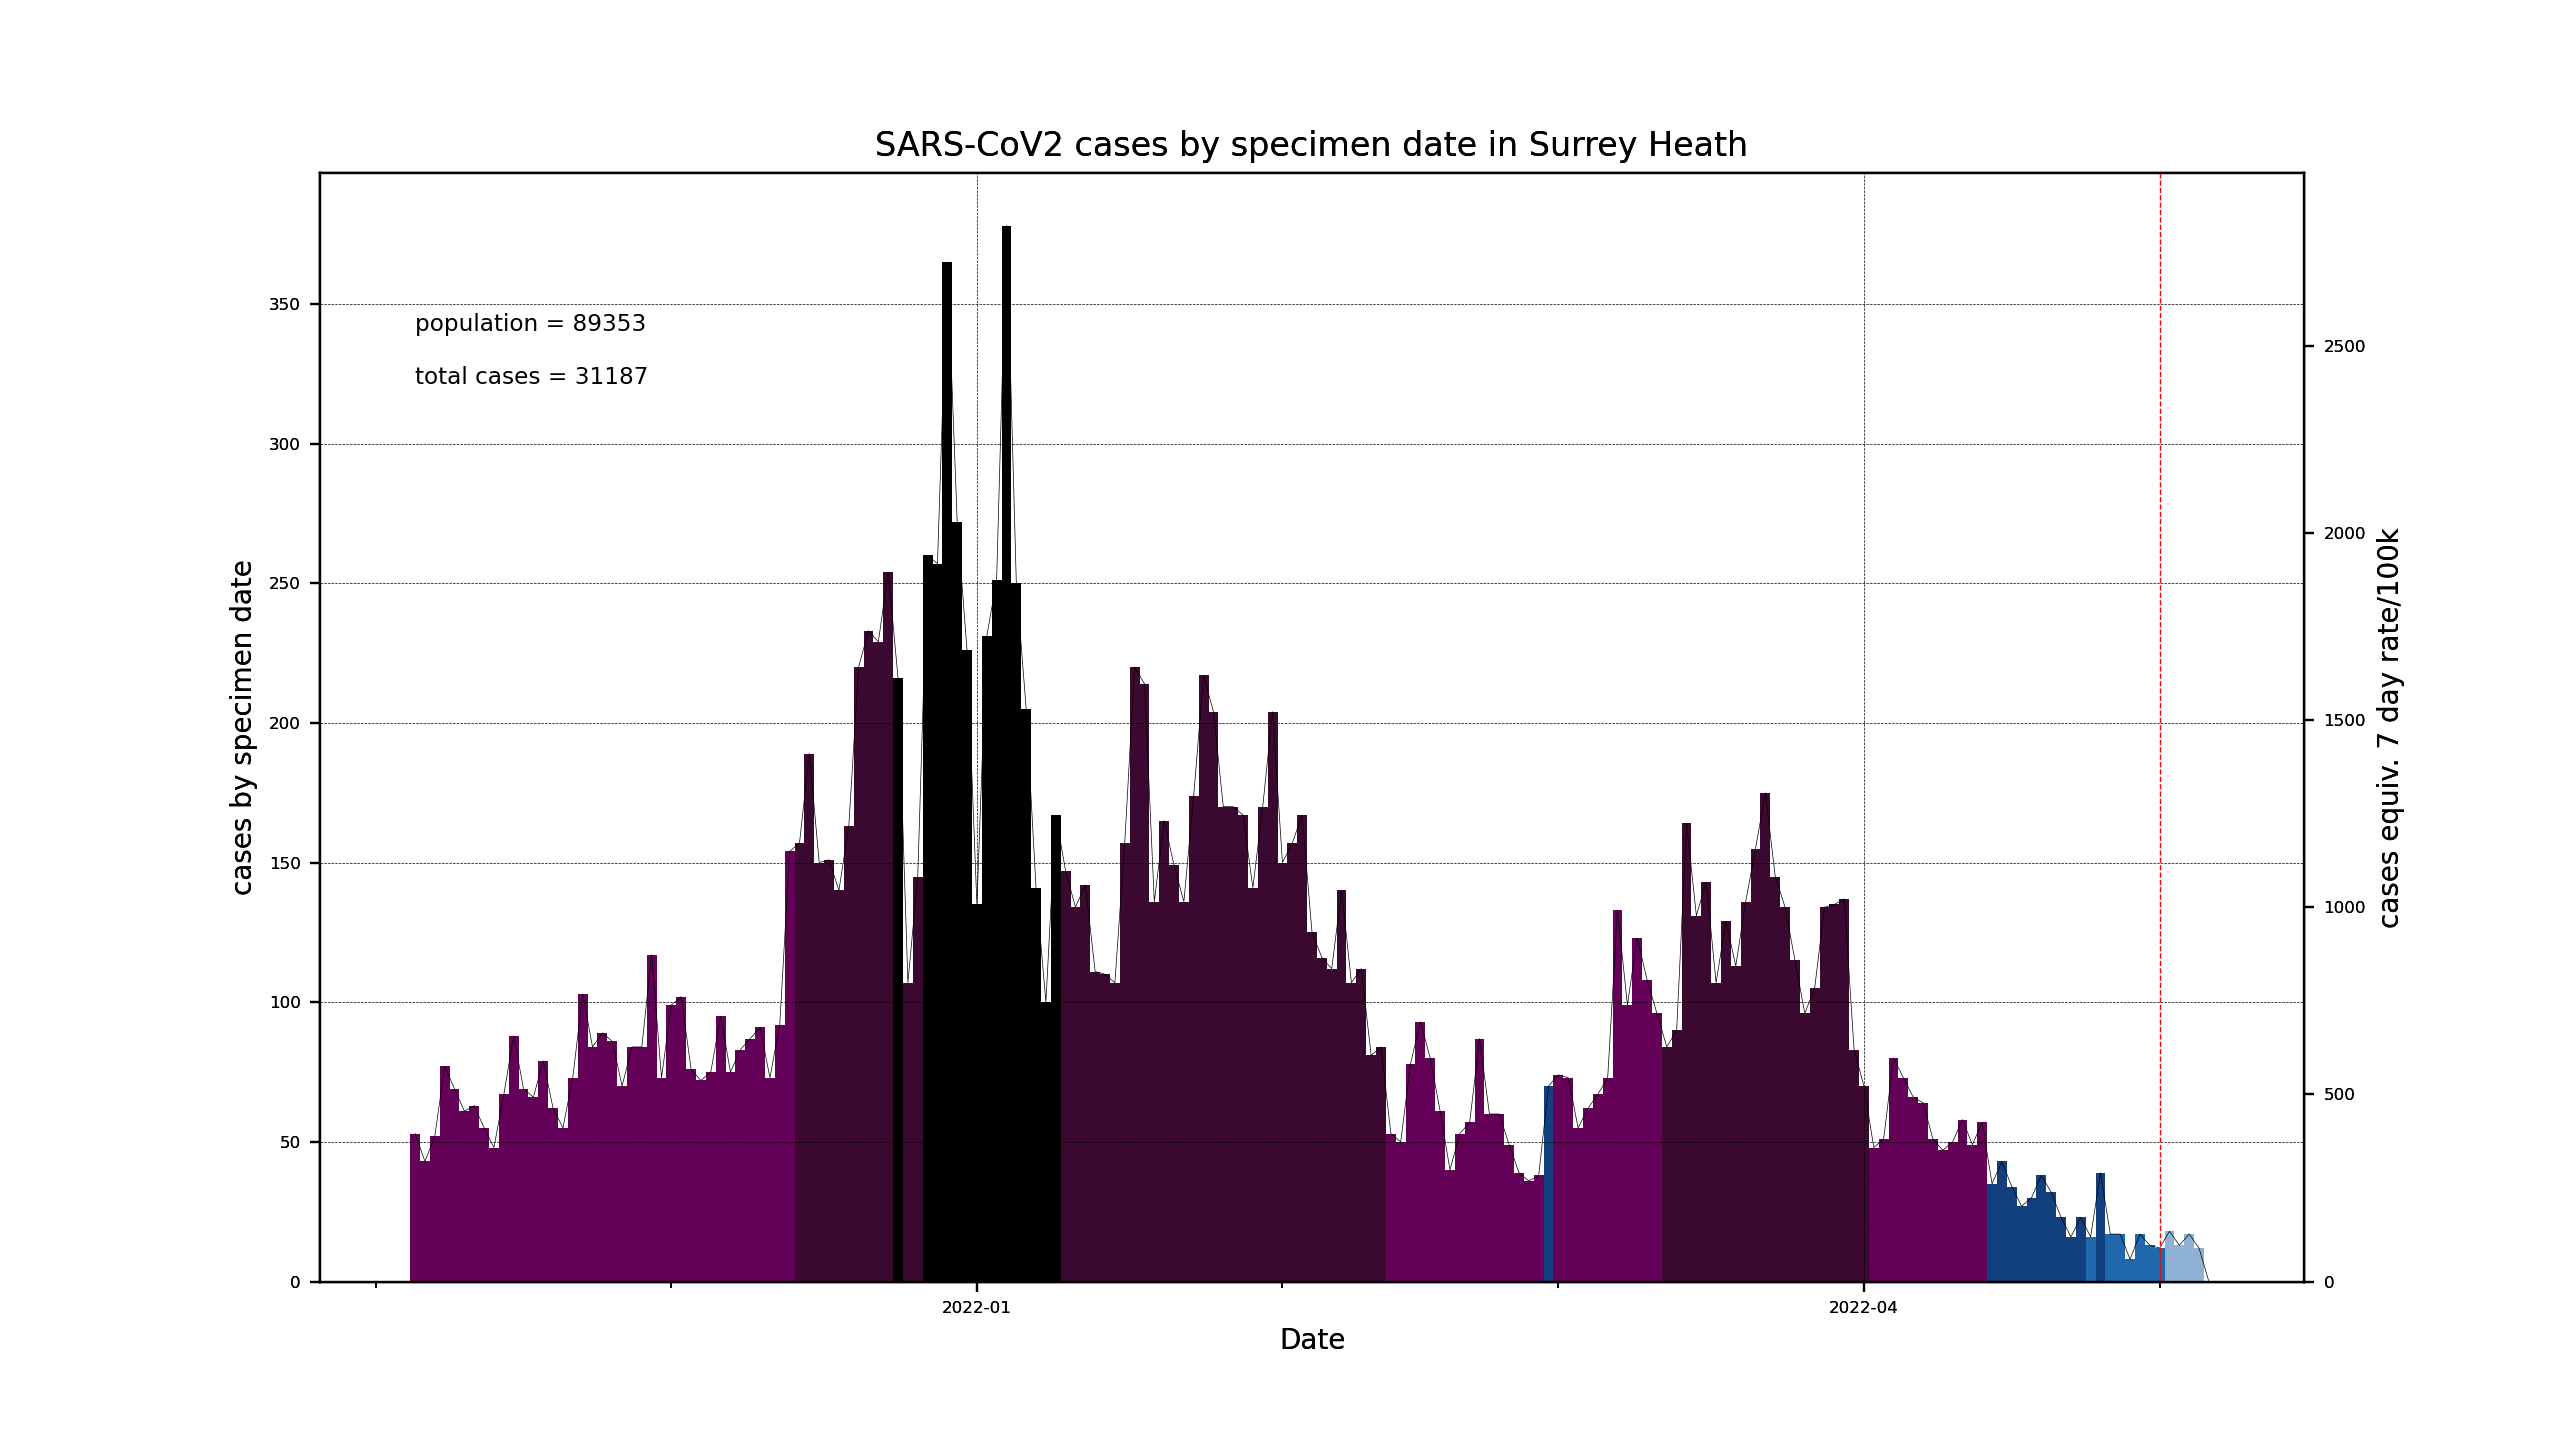 SARS-CoV2 cases by specimen date in Surrey Heath
population = 89353
total cases = 31187
cases by specimen date
350
300
250
200
150
100
50
0
2500
2000
1500
1000
500
0
cases equiv. 7 day rate/100k
2022-01
2022-04
Date